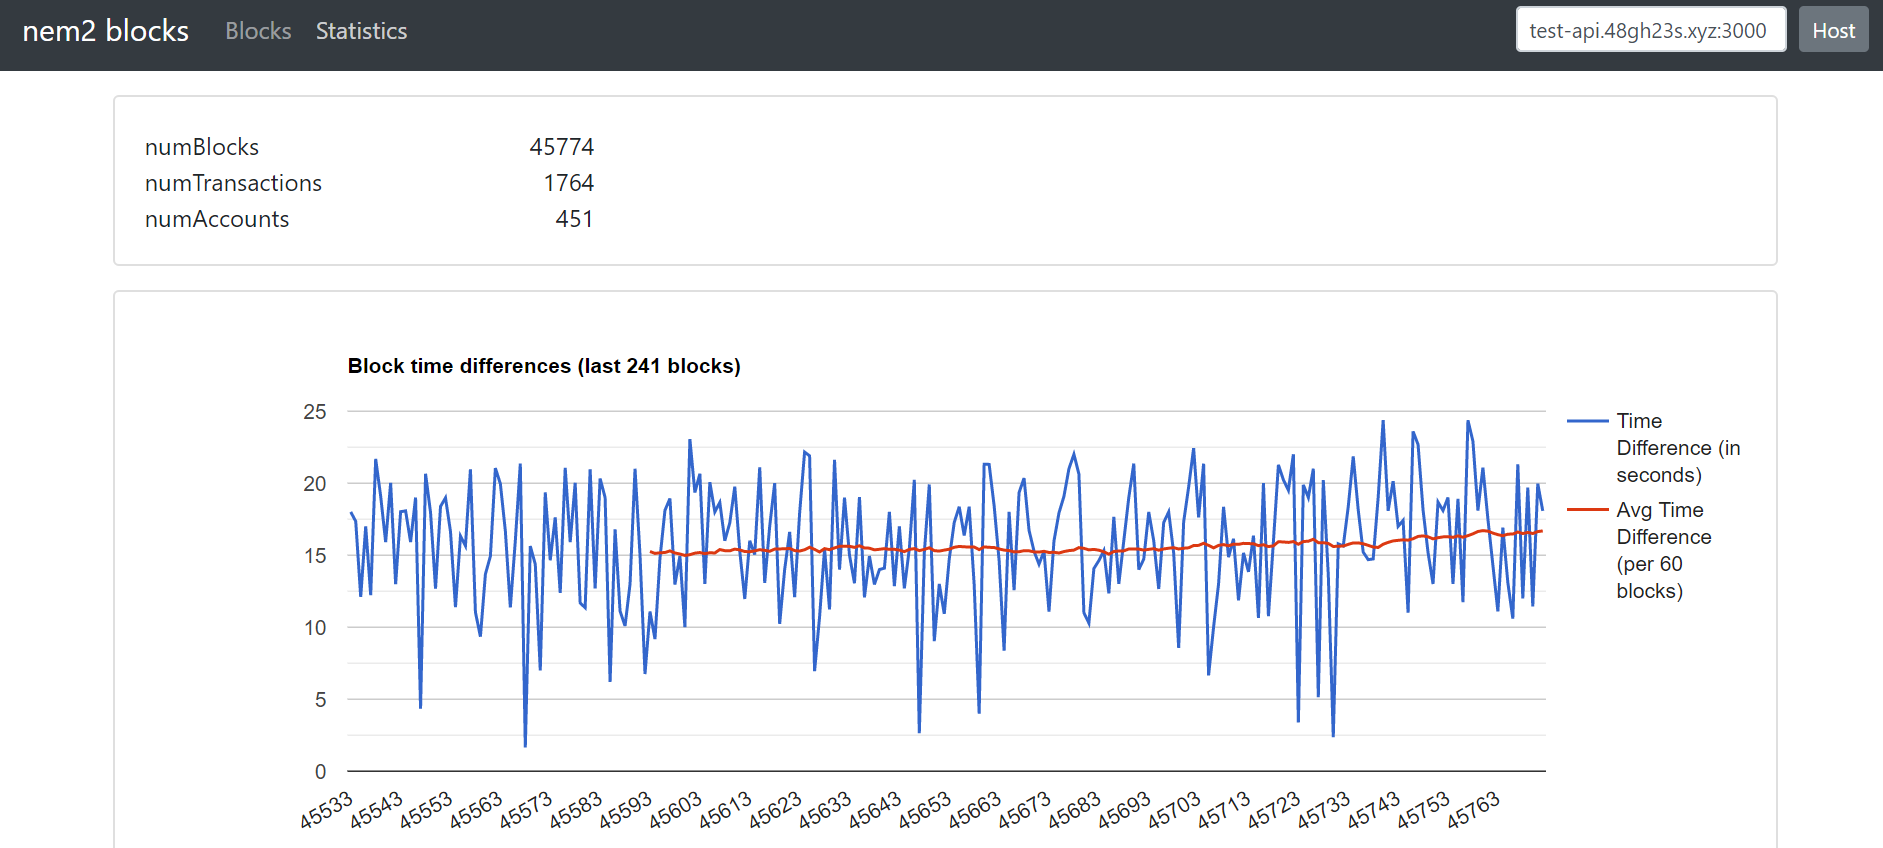 nem2 blocks Blocks Statistics test-api.48gh23s.xyz:3000 Host
numBlocks 45774
numTransactions 1764
numAccounts 451
Block time differences (last 241 blocks)
25
20
15
10
5
0
45533 45543 45553 45563 45573 45583 45593 45603 45613 45623 45633 45643 45653 45663 45673 45683 45693 45703 45713 45723 45733 45743 45753 45763
Time
Difference (in
seconds)
Avg Time
Difference
(per 60
blocks)